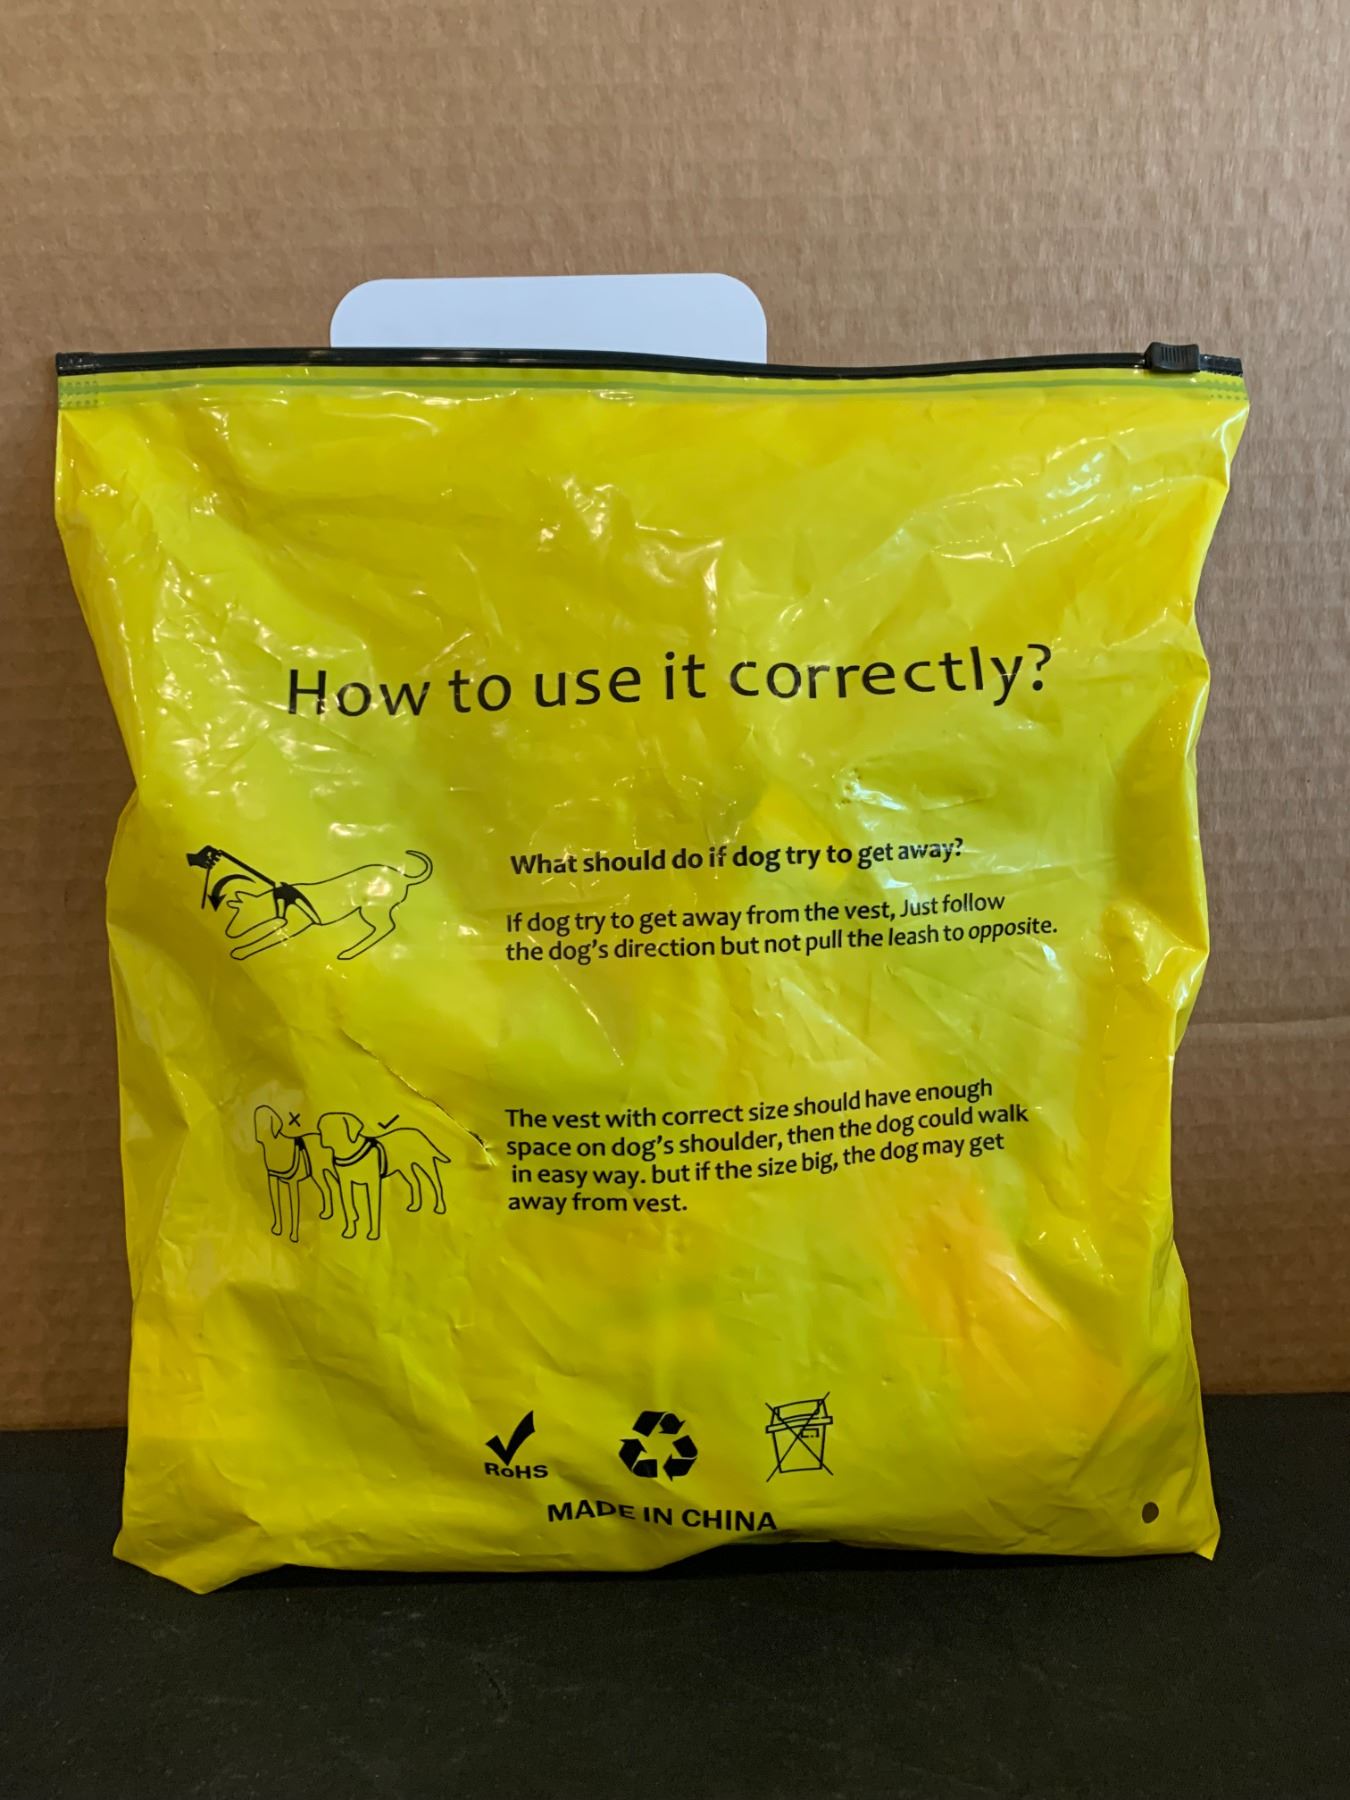 How to use it correctly?
What should do if dog try to get away?
If dog try to get away from the vest, Just follow
the dog's direction but not pull the leash to opposite.
The vest with correct size should have enough
space on dog's shoulder, then the dog could walk
in easy way. but if the size big, the dog may get
away from vest.
RoHS
MADE IN CHINA